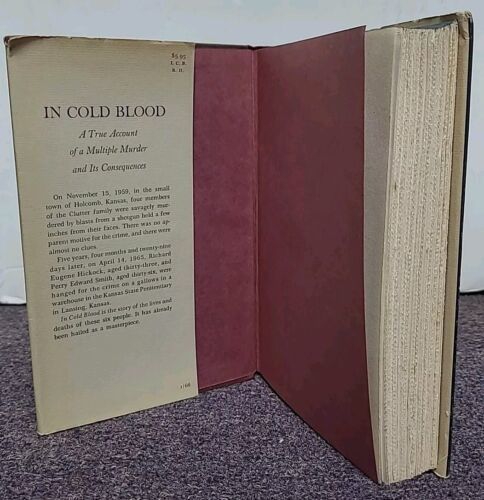 $5.95
I. C. B.
R. H.
IN COLD BLOOD
A True Account
of a Multiple Murder
and Its Consequences
On November 15, 1959, in the small
town of Holcomb, Kansas, four members
of the Clutter family were savagely mur-
dered by blasts from a shotgun held a few
inches from their faces. There was no ap-
parent motive for the crime, and there were
almost no clues.
Five years, four months and twenty-nine
days later, on April 14, 1965, Richard
Eugene Hickock, aged thirty-three, and
Perry Edward Smith, aged thirty-six, were
hanged for the crime on a gallows in a
warehouse in the Kansas State Penitentiary
in Lansing, Kansas.
In Cold Blood is the story of the lives and
deaths of these six people. It has already
been hailed as a masterpiece.
1/66